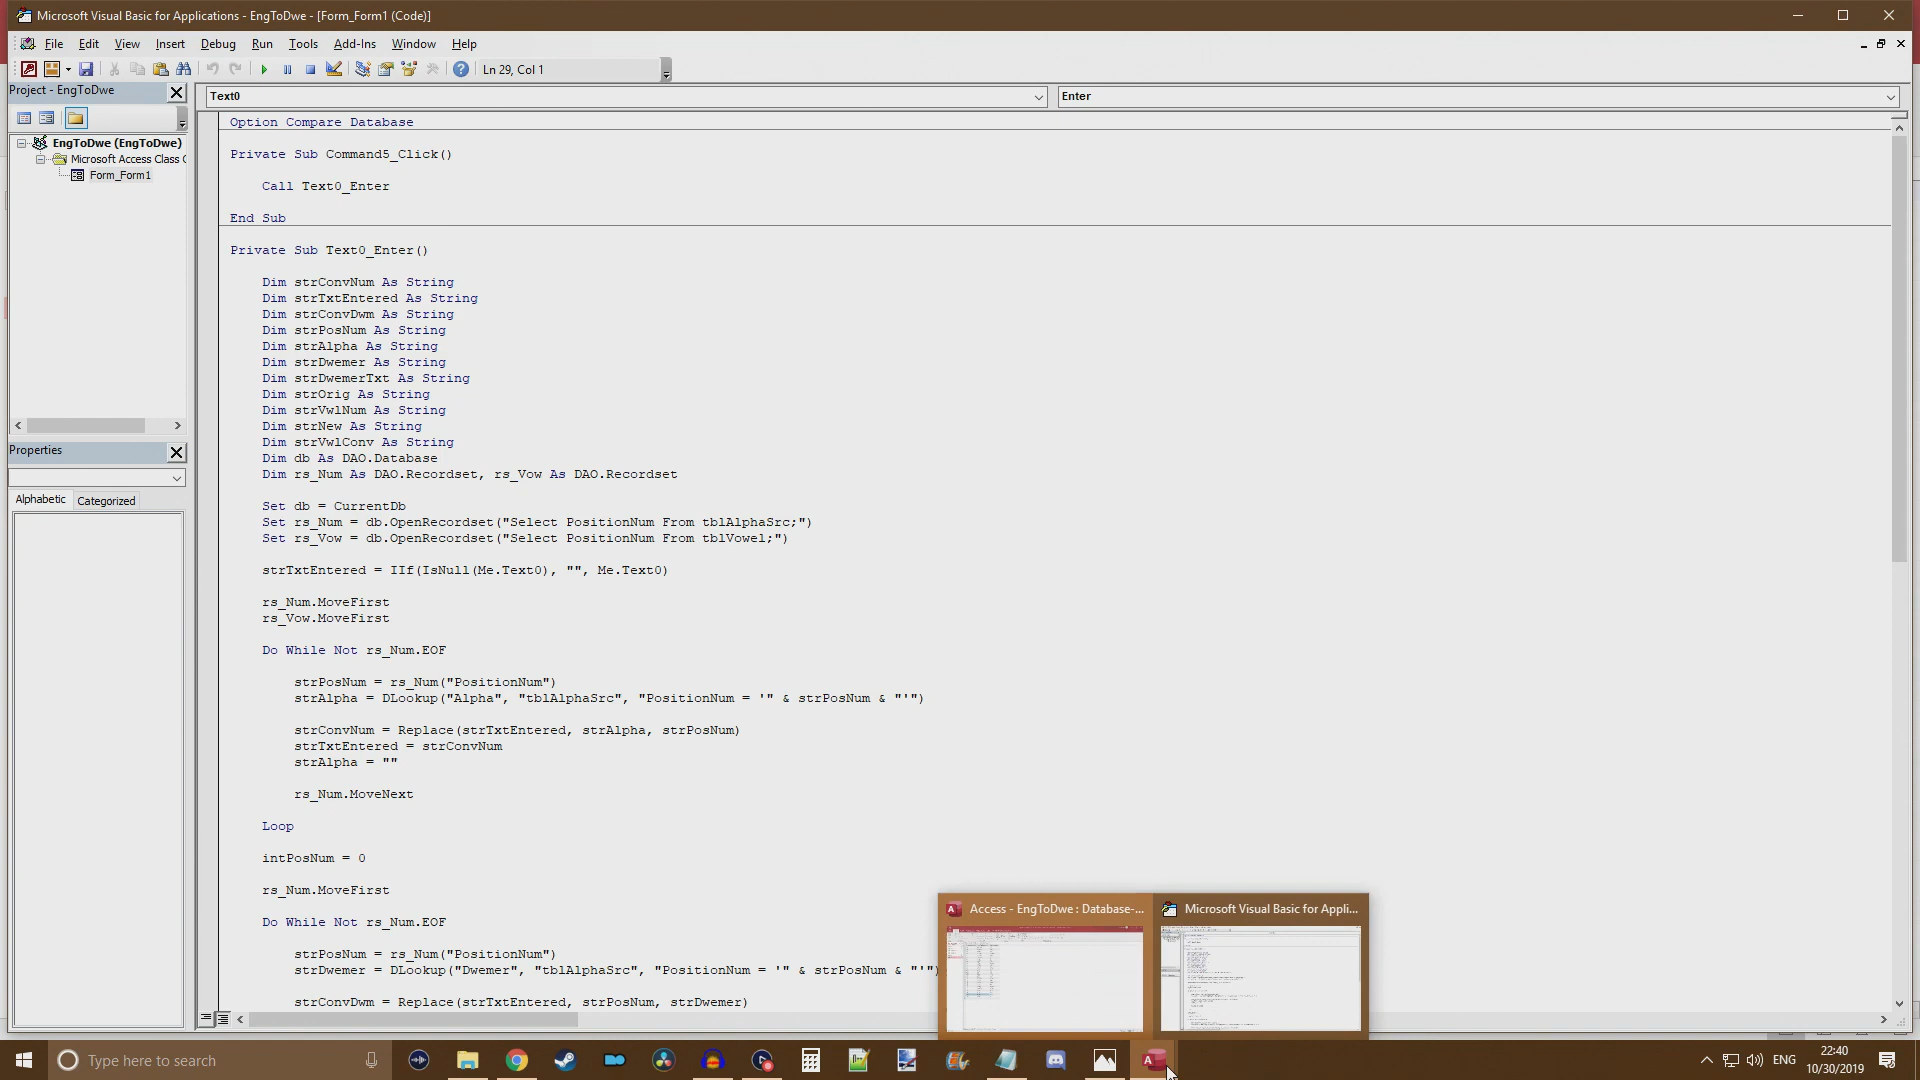 Microsoft Visual Basic for Applications - EngToDwe - [Form_Form1 (Code)]
File Edit View Insert Debug Run Tools Add-Ins Window Help
Ln 29, Col 1
Project - EngToDwe
Text0
Enter
EngToDwe (EngToDwe)
Microsoft Access Class O
Form_Form1
Properties
Alphabetic Categorized
Option Compare Database
Private Sub Command5_Click()
Call Text0_Enter
End Sub
Private Sub Text0_Enter()
Dim strConvNum As String
Dim strTxtEntered As String
Dim strConvDwm As String
Dim strPosNum As String
Dim strAlpha As String
Dim strDwemer As String
Dim strDwemerTxt As String
Dim strOrig As String
Dim strVwlNum As String
Dim strNew As String
Dim strVwlConv As String
Dim db As DAO.Database
Dim rs_Num As DAO.Recordset, rs_Vow As DAO.Recordset
Set db = CurrentDb
Set rs_Num = db.OpenRecordset("Select PositionNum From tblAlphaSrc;")
Set rs_Vow = db.OpenRecordset("Select PositionNum From tblVowel;")
strTxtEntered = IIf(IsNull(Me.Text0), "", Me.Text0)
rs_Num.MoveFirst
rs_Vow.MoveFirst
Do While Not rs_Num.EOF
strPosNum = rs_Num("PositionNum")
strAlpha = DLookup("Alpha", "tblAlphaSrc", "PositionNum = '" & strPosNum & "'")
strConvNum = Replace(strTxtEntered, strAlpha, strPosNum)
strTxtEntered = strConvNum
strAlpha = ""
rs_Num.MoveNext
Loop
intPosNum = 0
rs_Num.MoveFirst
Do While Not rs_Num.EOF
strPosNum = rs_Num("PositionNum")
strDwemer = DLookup("Dwemer", "tblAlphaSrc", "PositionNum = '" & strPosNum & "'")
strConvDwm = Replace(strTxtEntered, strPosNum, strDwemer)
Access - EngToDwe : Database-...
Microsoft Visual Basic for Appli...
Type here to search
ENG
22:40
10/30/2019